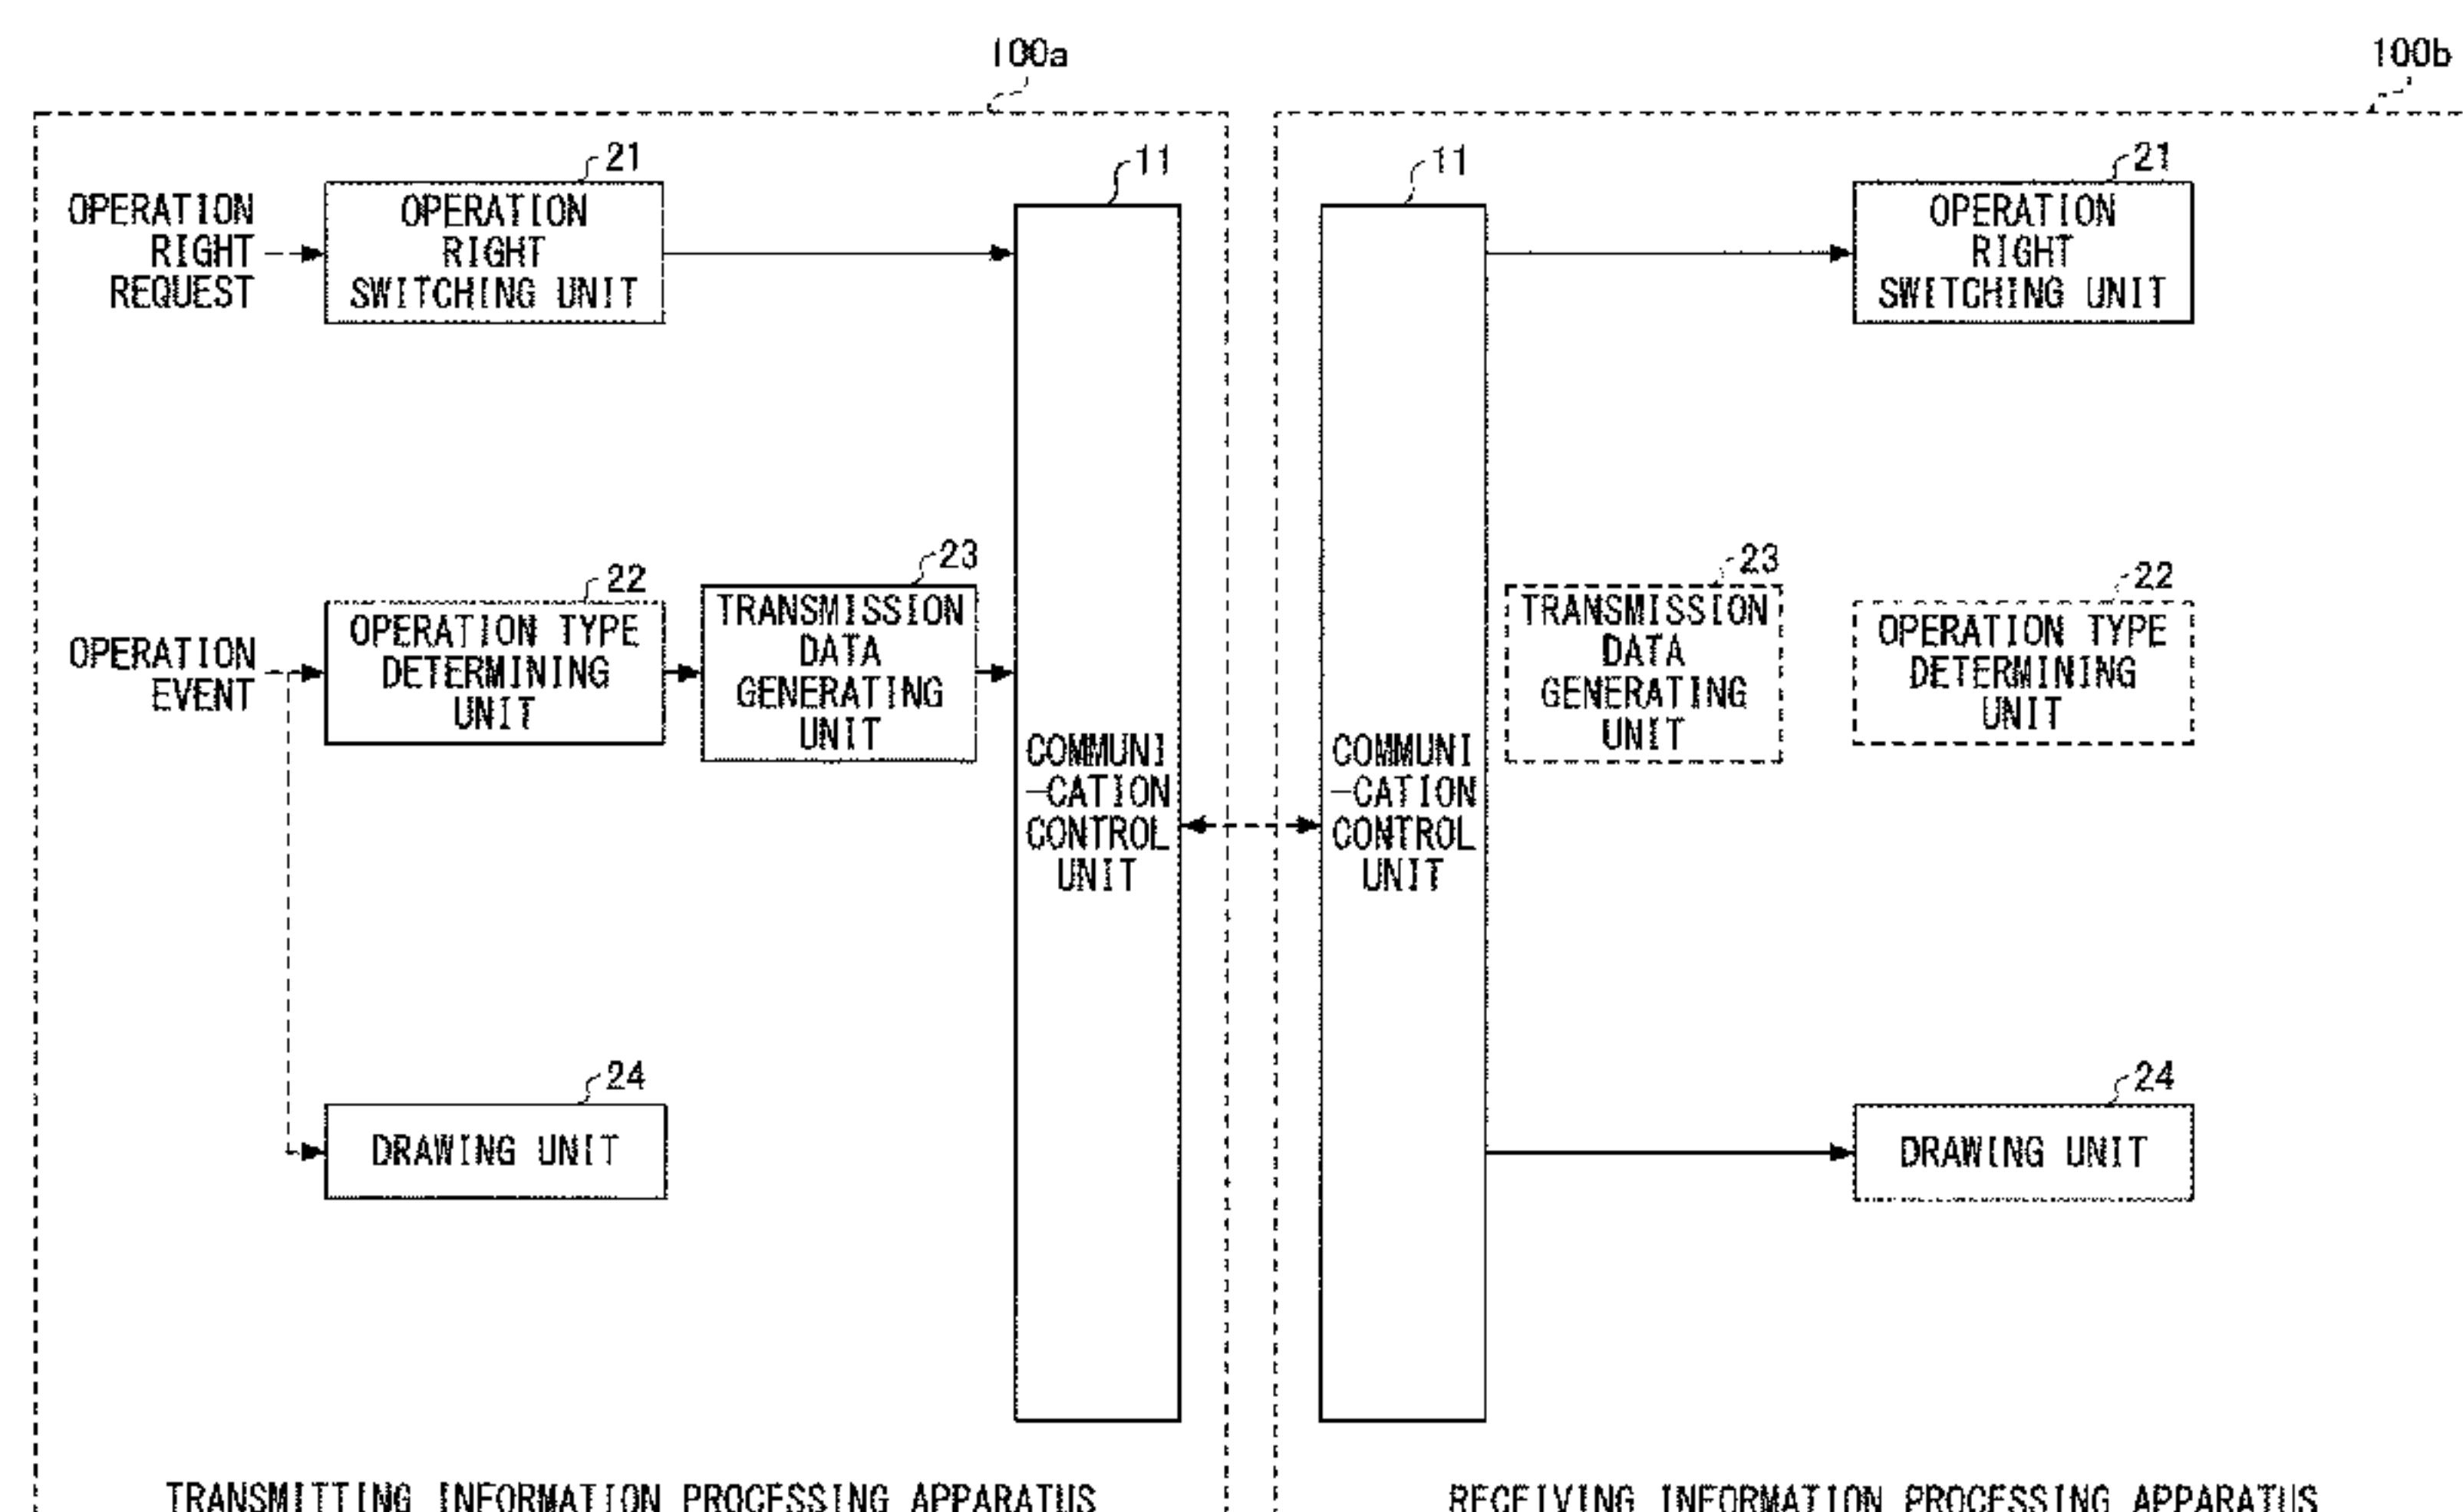 100a
100b
21
11
11
21
OPERATION
RIGHT
REQUEST
OPERATION
RIGHT
SWITCHING UNIT
OPERATION
RIGHT
SWITCHING UNIT
22
23
23
22
OPERATION
EVENT
OPERATION TYPE
DETERMINING
UNIT
TRANSMISSION
DATA
GENERATING
UNIT
COMMUNI
-CATION
CONTROL
UNIT
COMMUNI
-CATION
CONTROL
UNIT
TRANSMISSION
DATA
GENERATING
UNIT
OPERATION TYPE
DETERMINING
UNIT
24
24
DRAWING UNIT
DRAWING UNIT
TRANSMITTING INFORMATION PROCESSING APPARATUS
RECEIVING INFORMATION PROCESSING APPARATUS